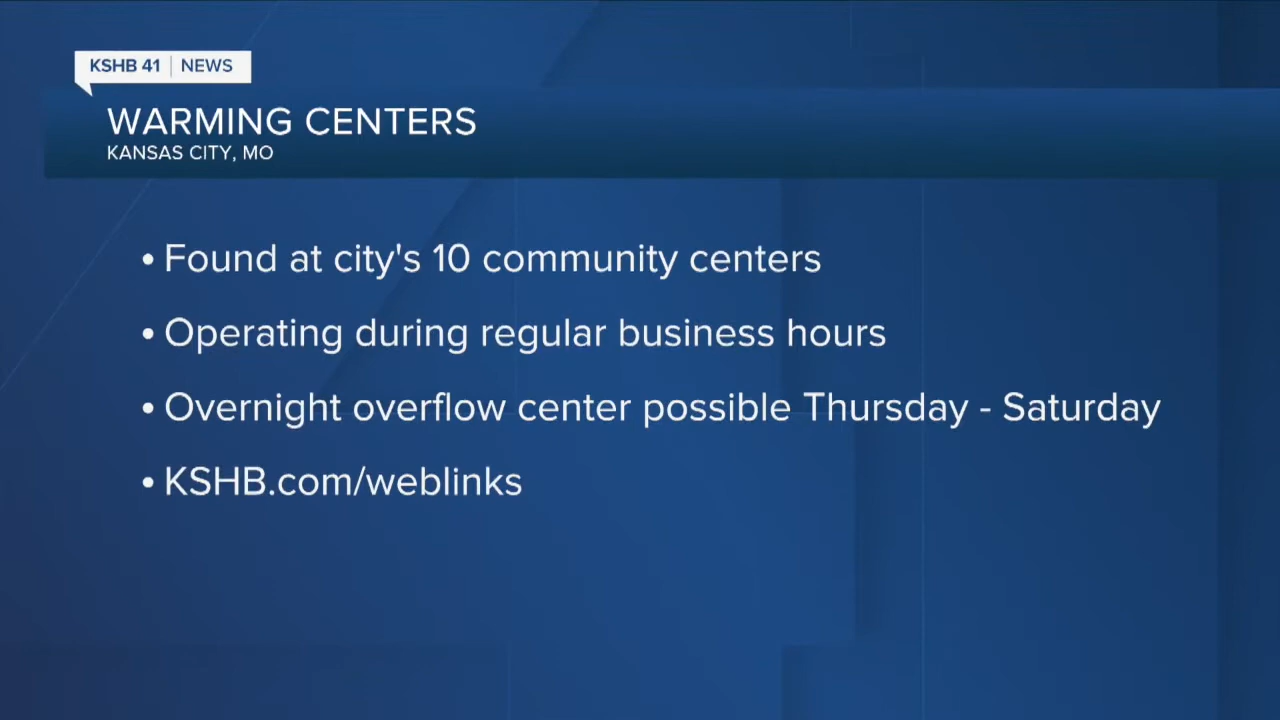 KSHB 41 | NEWS
WARMING CENTERS
KANSAS CITY, MO
• Found at city's 10 community centers
• Operating during regular business hours
• Overnight overflow center possible Thursday - Saturday
• KSHB.com/weblinks